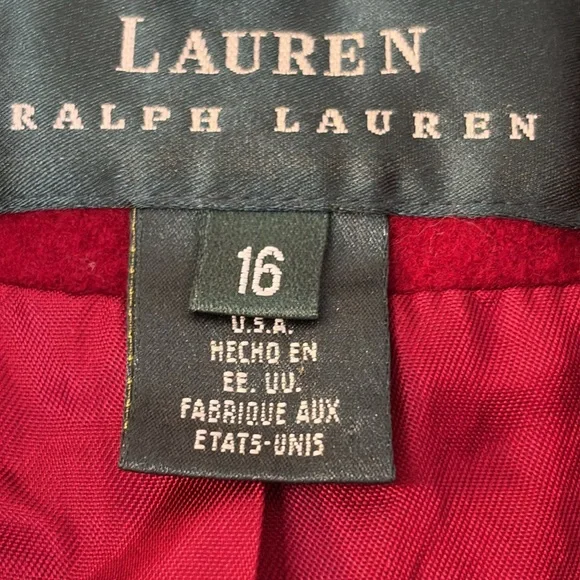 LAUREN
RALPH LAUREN
16
U.S.A.
HECHO EN
EE. UU.
FABRIQUE AUX
ETATS-UNIS